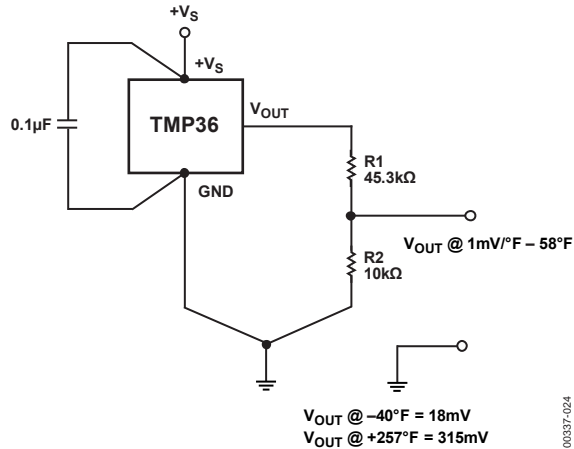 +VS
+VS
0.1µF
TMP36
VOUT
GND
R1
45.3kΩ
R2
10kΩ
VOUT @ 1mV/°F – 58°F
VOUT @ –40°F = 18mV
VOUT @ +257°F = 315mV
00337-024